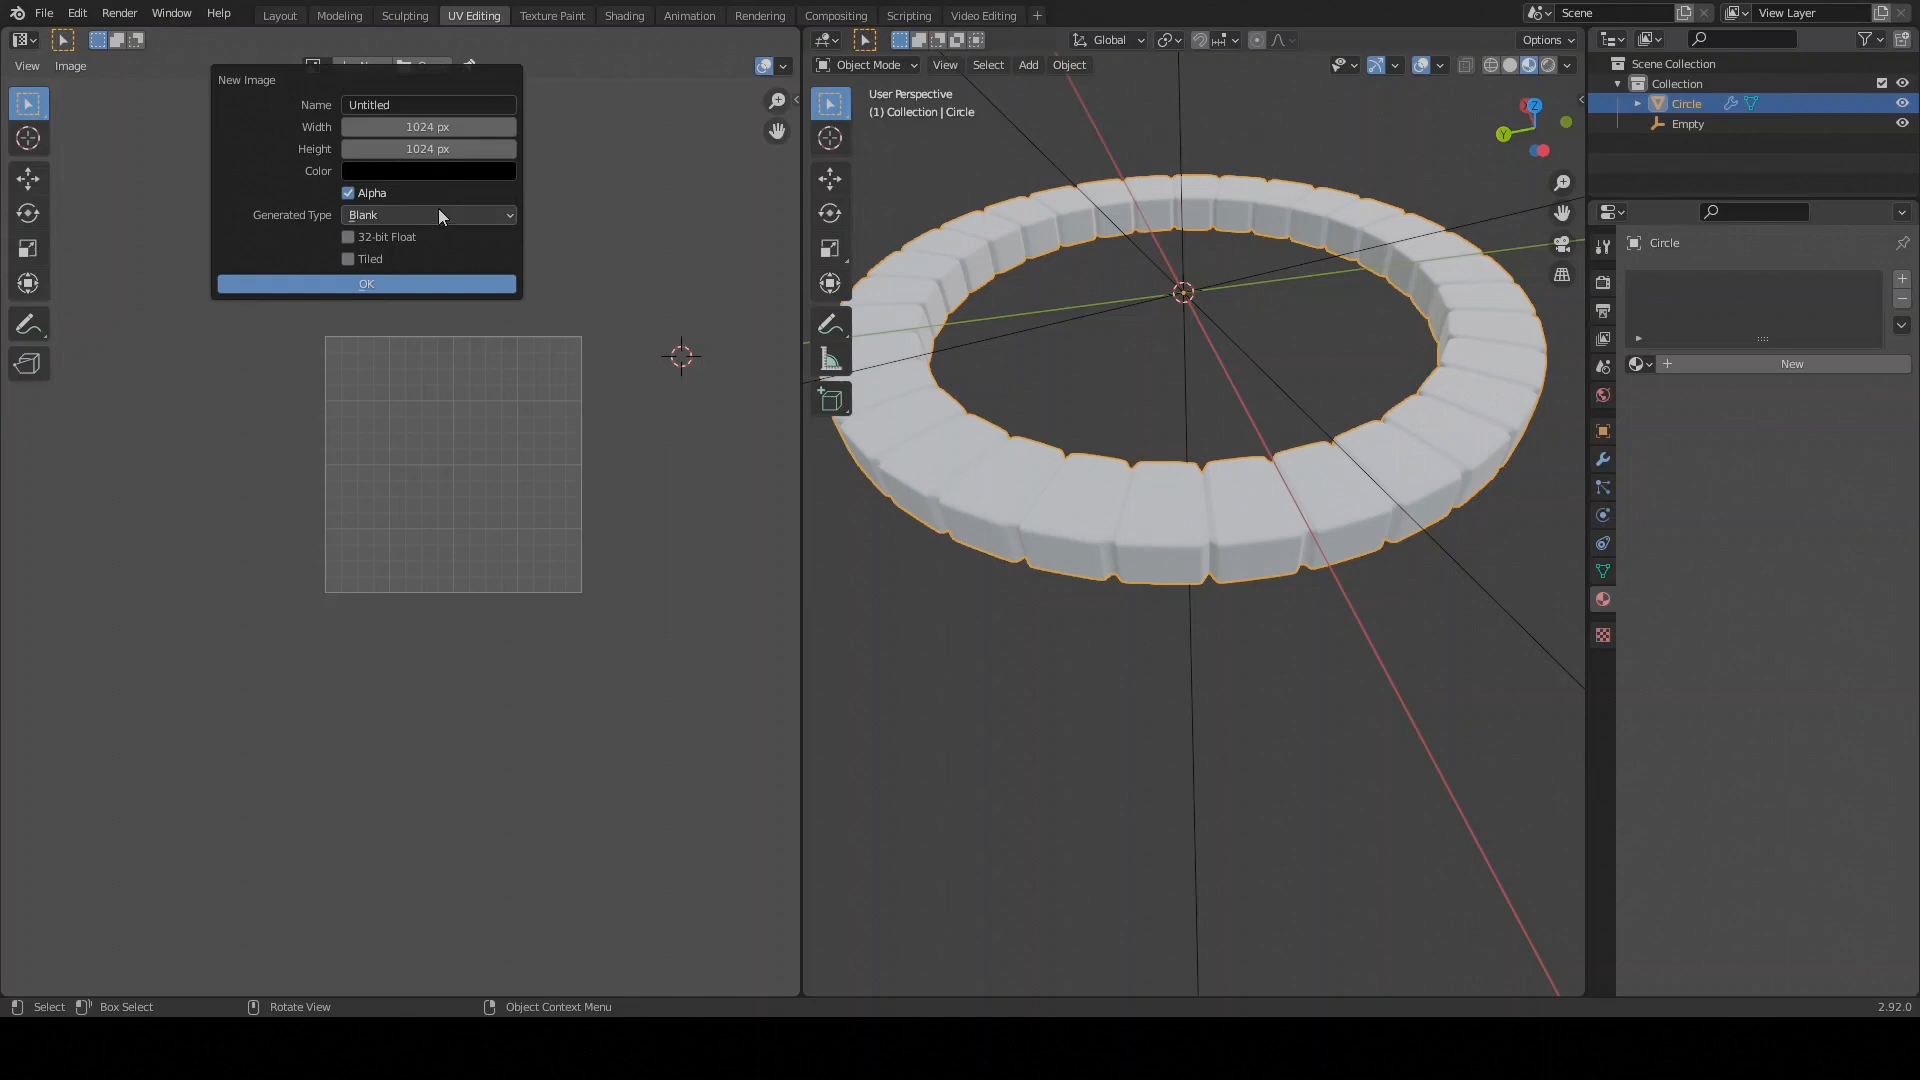 File Edit Render Window Help Layout Modeling Sculpting UV Editing Texture Paint Shading Animation Rendering Compositing Scripting Video Editing + Scene View Layer
Global Options
View Image
Object Mode View Select Add Object
New Image
Name Untitled
Width 1024 px
Height 1024 px
Color
Alpha
Generated Type Blank
32-bit Float
Tiled
OK
User Perspective
(1) Collection | Circle
Z
Y
Scene Collection
Collection
Circle
Empty
Circle
New
Select Box Select Rotate View Object Context Menu 2.92.0